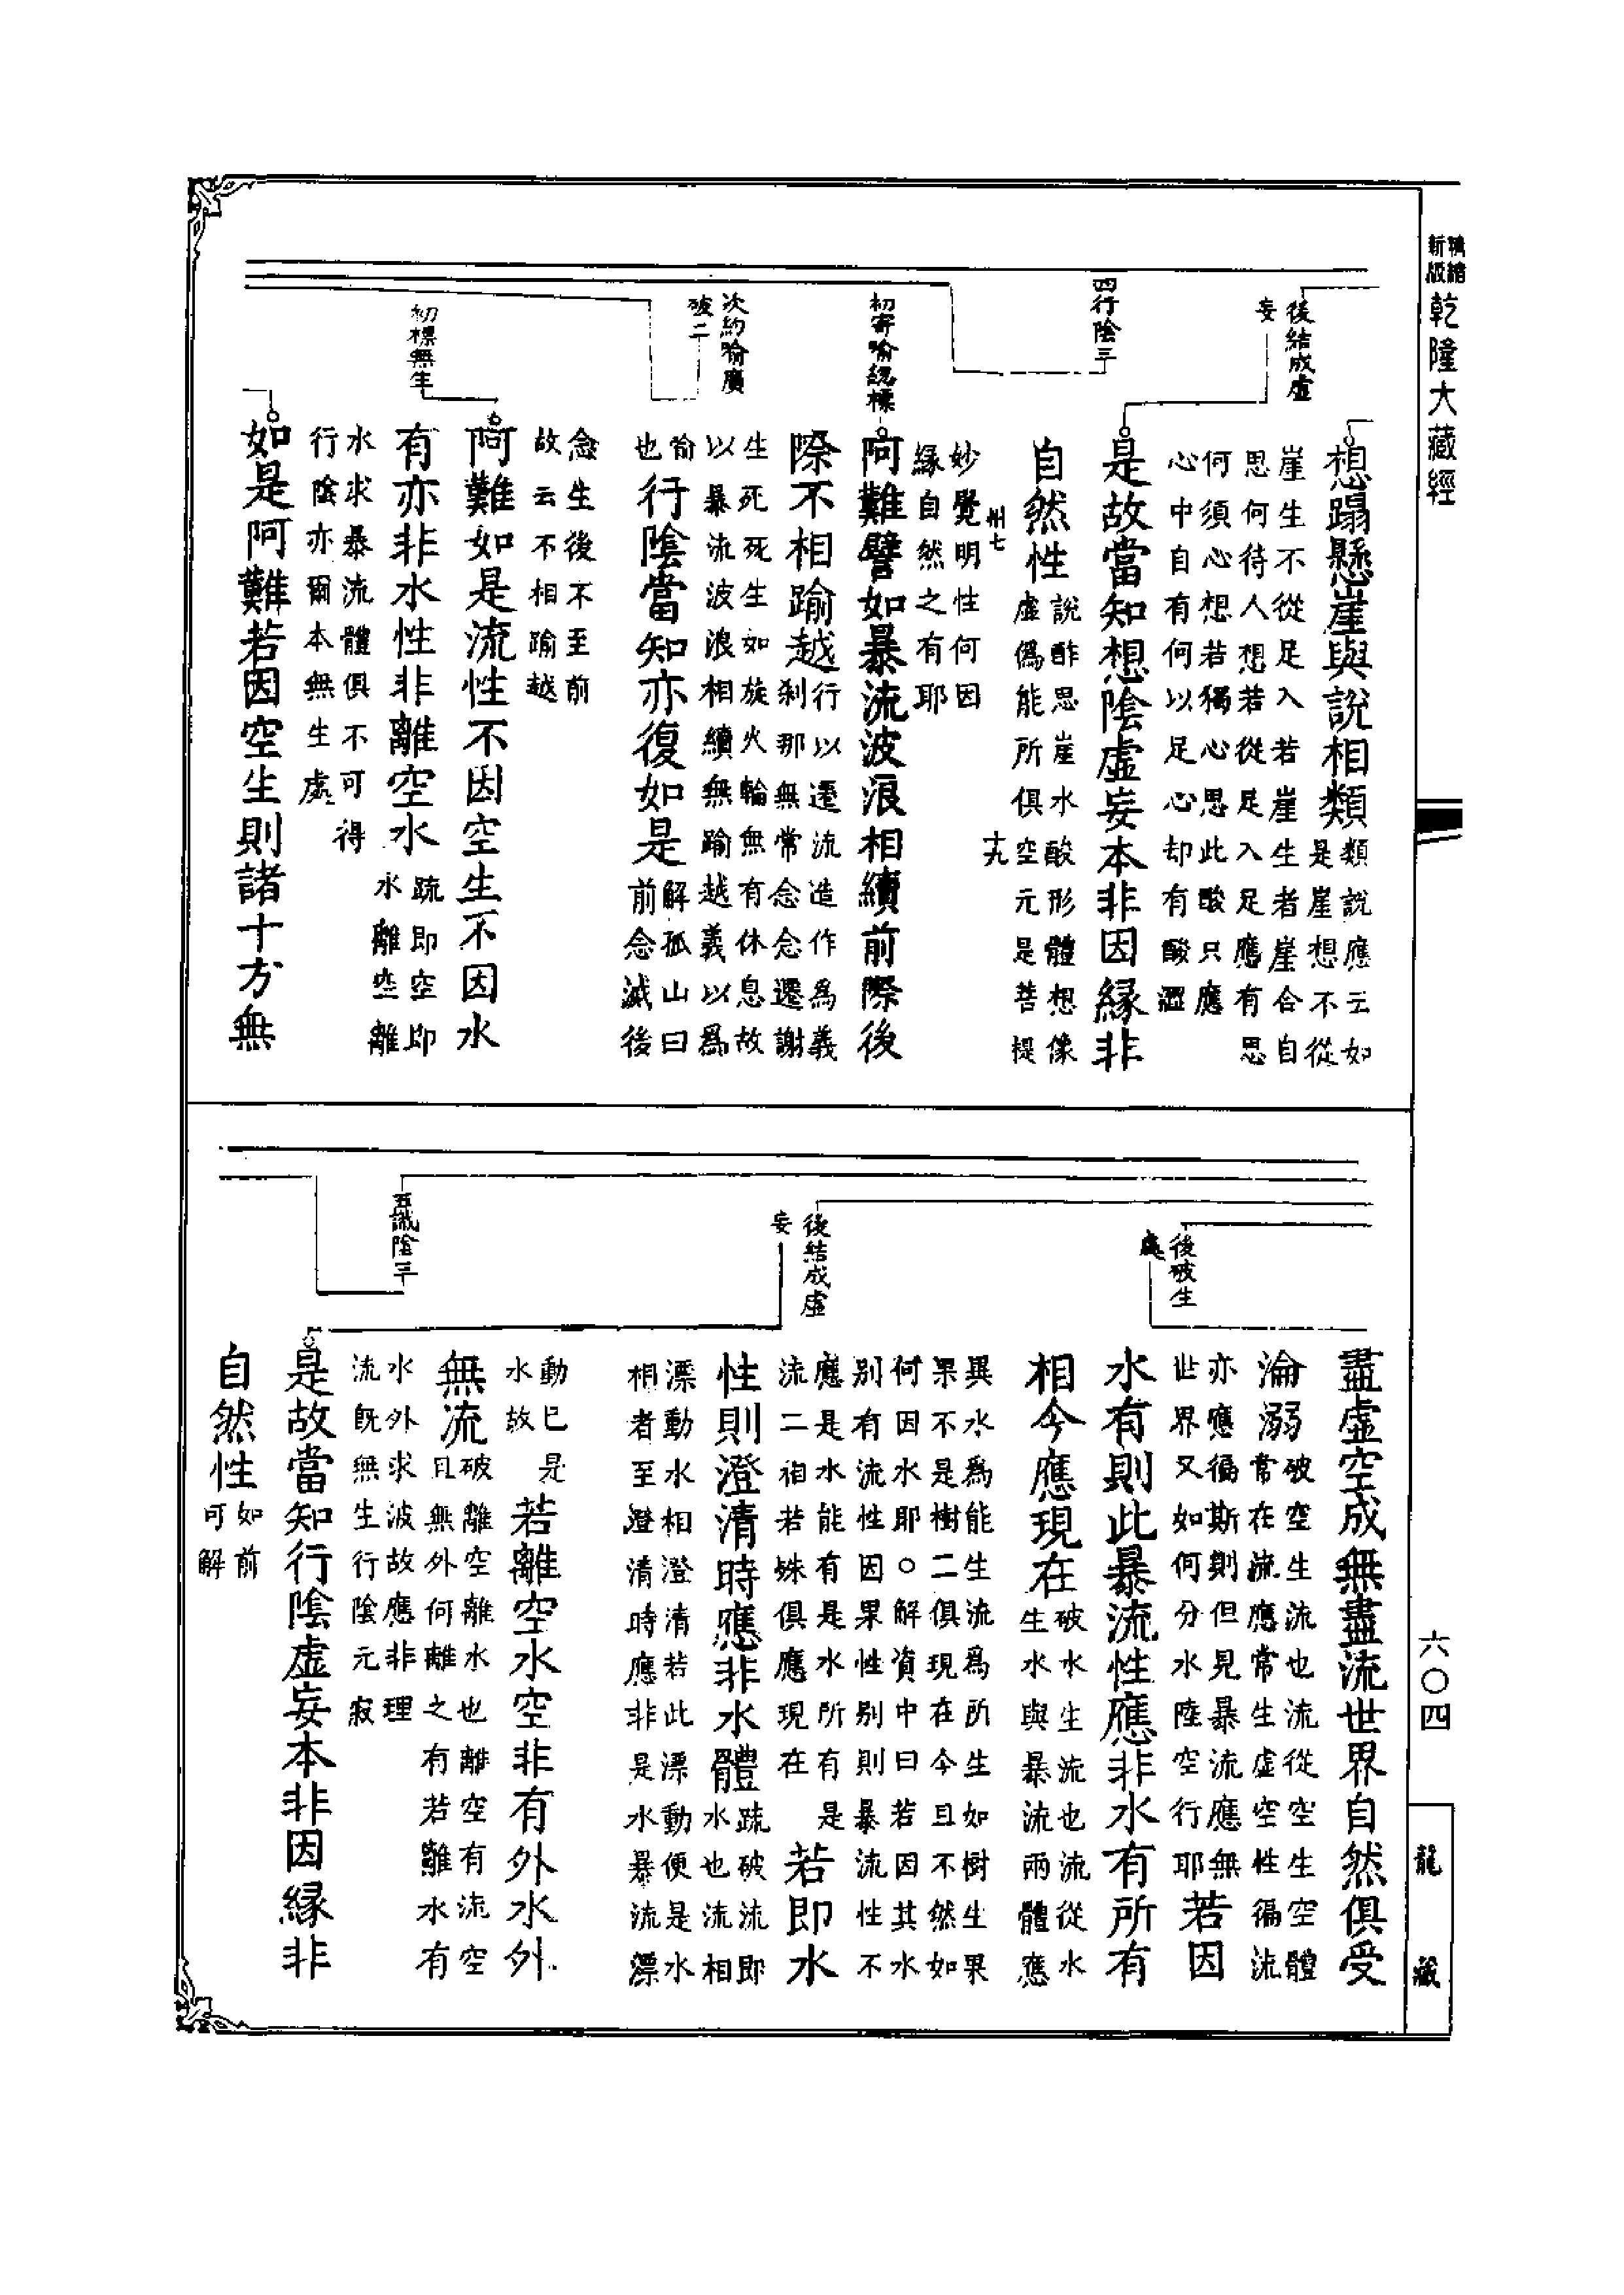 精縮
新版
乾隆大藏經
後結成虛
妄
四行陰三
初寄喻總標
次約喻廣
破二
初標無生
想蹋懸崖與說相類
類說應云如
是崖想不從
崖生不從足入若崖生者崖合自
思何待人想若從足入足應有思
何須心想若獨心思此酸只應
心中自有何以足心却有酸澀
是故當知想陰虛妄本非因緣非
自然性
說酢思崖水酸形體想像
虛偽能所俱空元是菩提
州七
十九
妙覺明性何因
緣自然之有耶
阿難譬如暴流波浪相續前際後
際不相踰越
行以遷流造作爲義
剎那無常念念遷謝
生死死生如旋火輪無有休息故
以暴流波浪相續無踰越義以爲
喻
也
行陰當知亦復如是
解孤山曰
前念滅後
念生後不至前
故云不相踰越
阿難如是流性不因空生不因水
有亦非水性非離空水
疏即空即
水離空離
水求暴流體俱不可得
行陰亦爾本無生處
如是阿難若因空生則諸十方無
後破生
處
後結成虛
妄
五識陰三
盡虛空成無盡流世界自然俱受
淪溺
破空生流也流從空生空體
常在流應常生虛空性徧流
亦應徧斯則但見暴流應無
世界又如何分水陸空行耶
若因
水有則此暴流性應非水有所有
相今應現在
破水生流也流從水
生水與暴流兩體應
異水爲能生流爲所生如樹生果
果不是樹二俱現在今且不然如
何因水耶○解資中曰若因其水
別有流性因果性別則暴流性不
應是水能有是水所有是
流二相若殊俱應現在
若即水
性則澄清時應非水體
疏破流即
水也流相
漂動水相澄清若此漂動便是水
相者至澄清時應非是水暴流漂
動已是
水故
若離空水空非有外水外
無流
破離空離水也離空有流空
且無外何離之有若離水有
水外求波故應非理
流旣無生行陰元寂
是故當知行陰虛妄本非因緣非
自然性
如前
可解
六〇四
龍藏